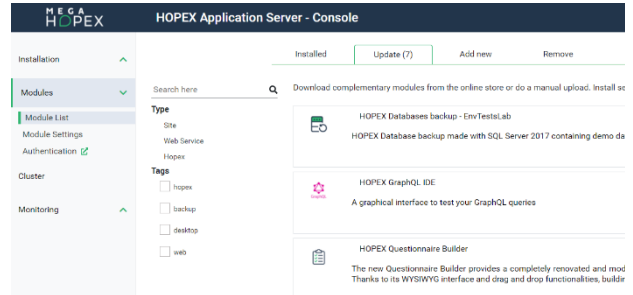 MEGA
HOPEX
HOPEX Application Server - Console
Installation
Modules
Module List
Module Settings
Authentication
Cluster
Monitoring
Search here
Type
Site
Web Service
Hopex
Tags
hopex
backup
desktop
web
Installed
Update (7)
Add new
Remove
Download complementary modules from the online store or do a manual upload. Install se
HOPEX Databases backup - EnvTestsLab
HOPEX Database backup made with SQL Server 2017 containing demo da
GraphQL
HOPEX GraphQL IDE
A graphical interface to test your GraphQL queries
HOPEX Questionnaire Builder
The new Questionnaire Builder provides a completely renovated and mod
Thanks to its WYSIWYG interface and drag and drop functionalities, buildin